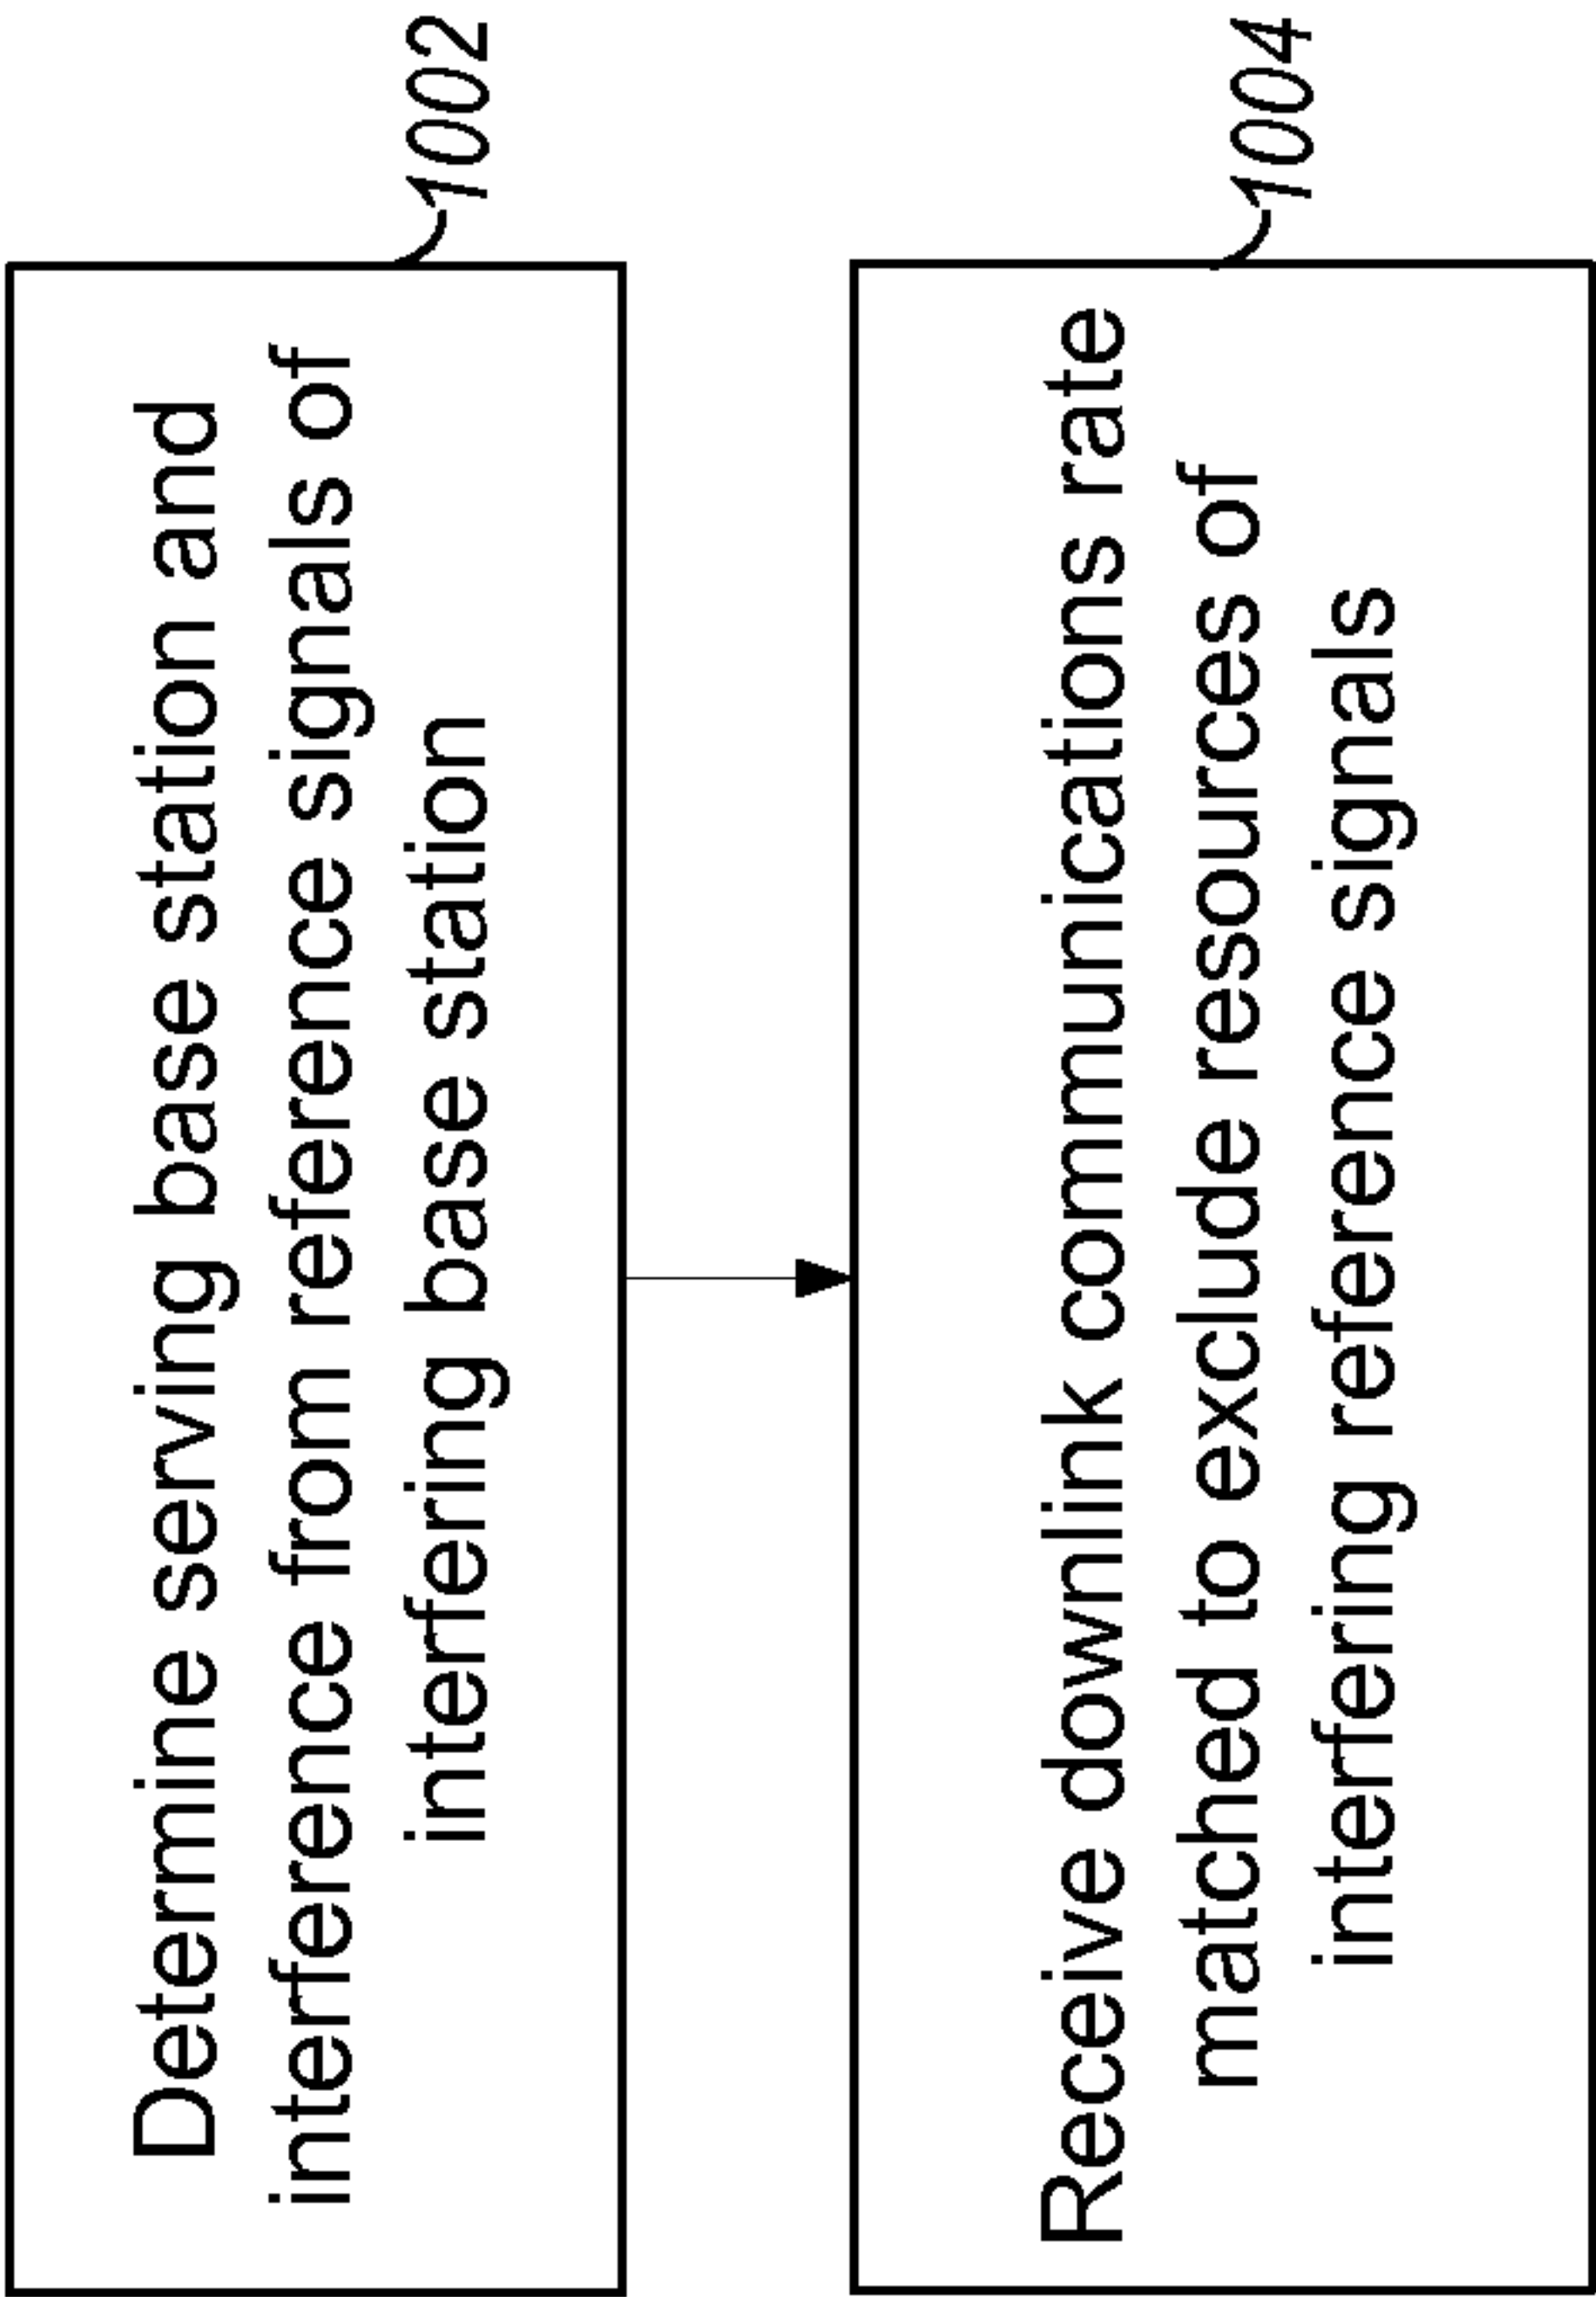 Determine serving base station and
interference from reference signals of
interfering base station
1002
Receive downlink communications rate
matched to exclude resources of
interfering reference signals
1004